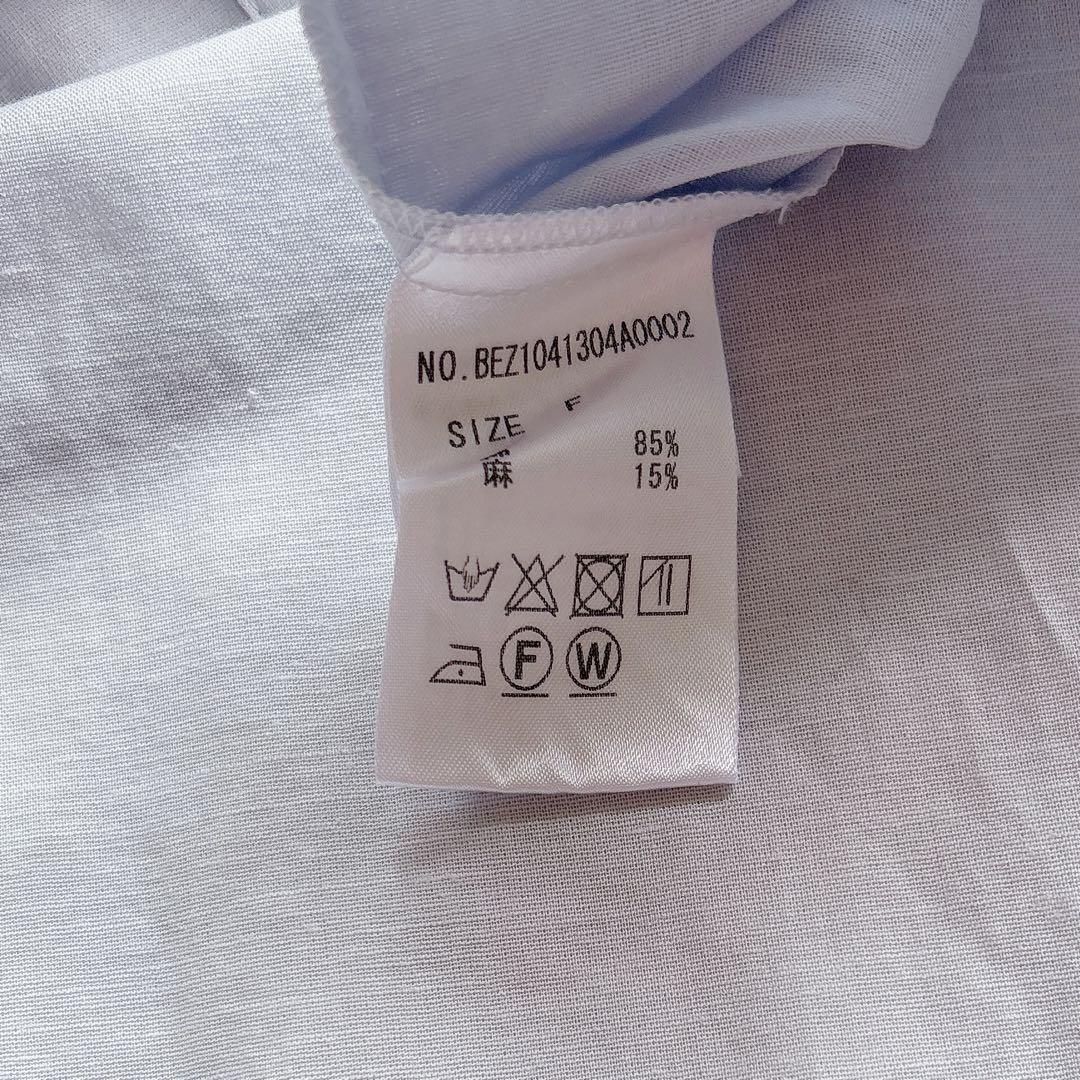 NO.BEZ1041304A0002
SIZE F
85%
麻 15%
F W